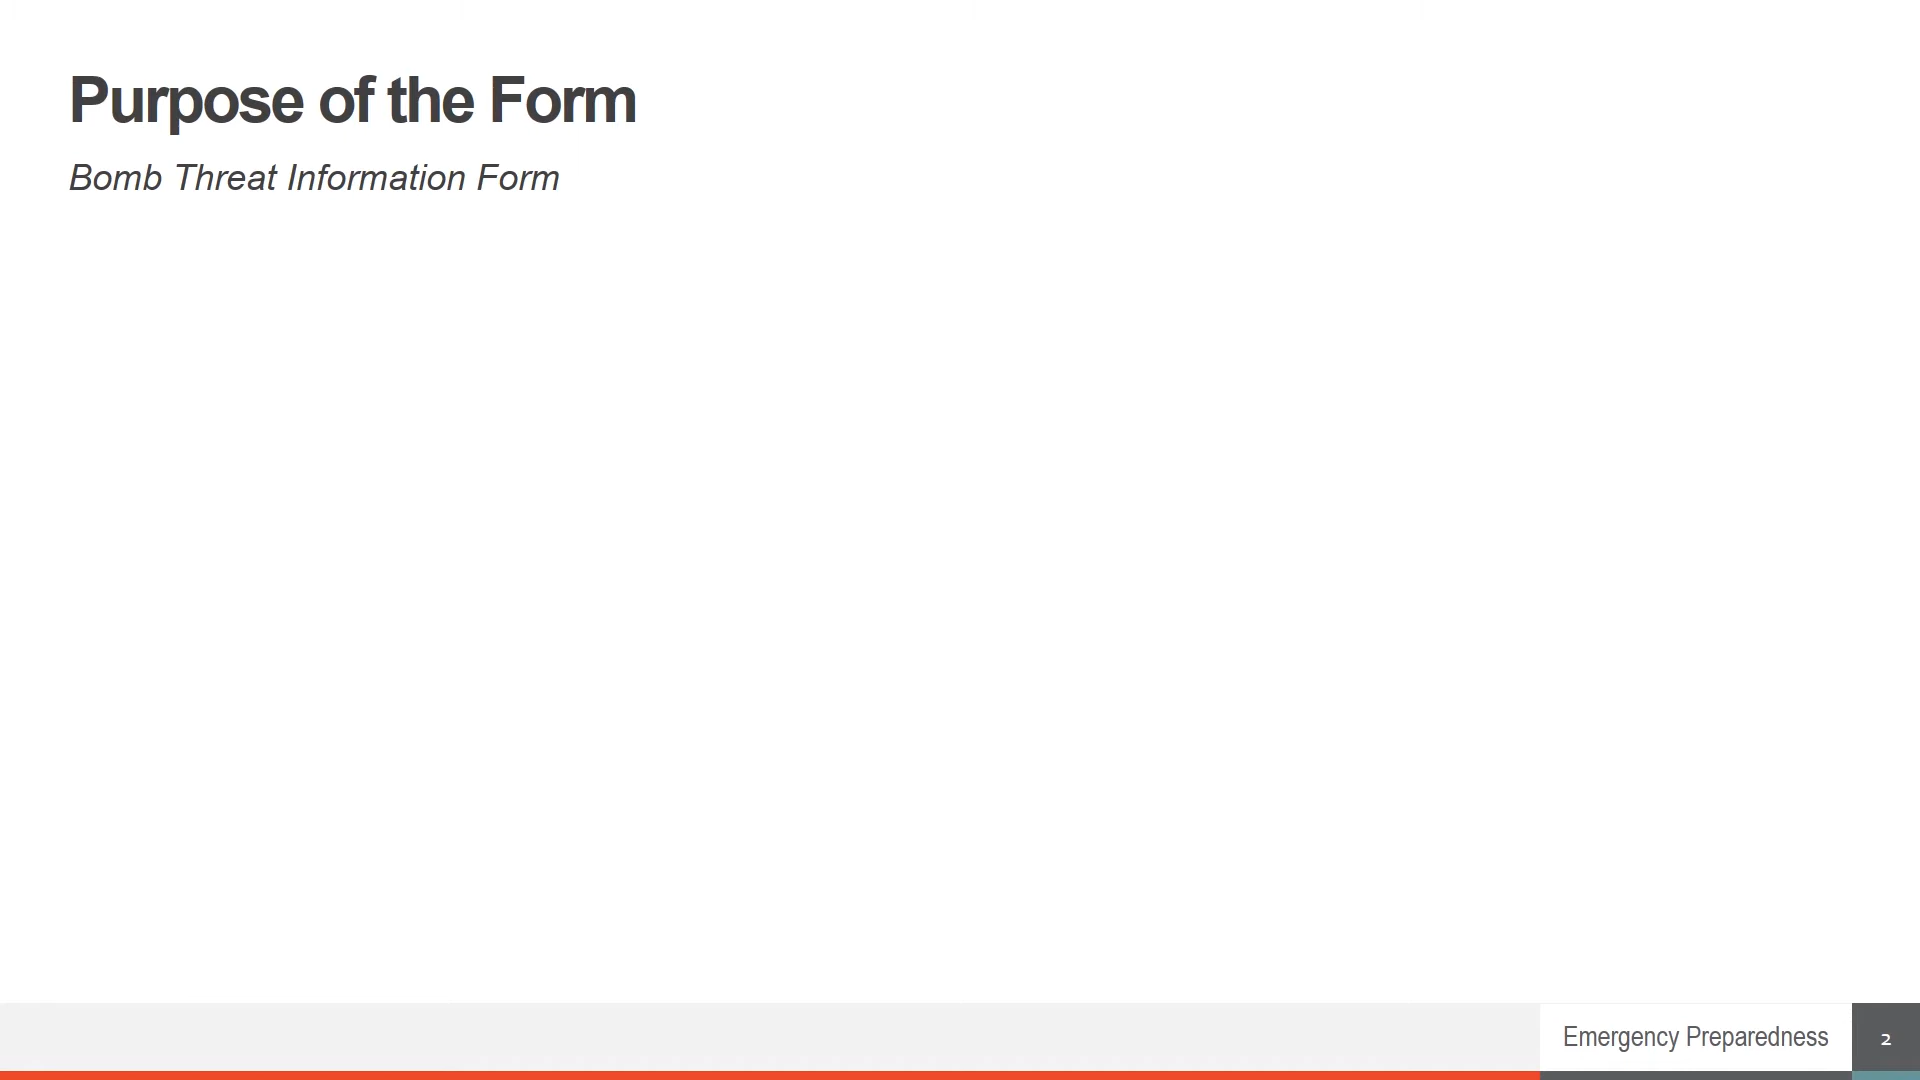 Purpose of the Form
Bomb Threat Information Form
Emergency Preparedness
2